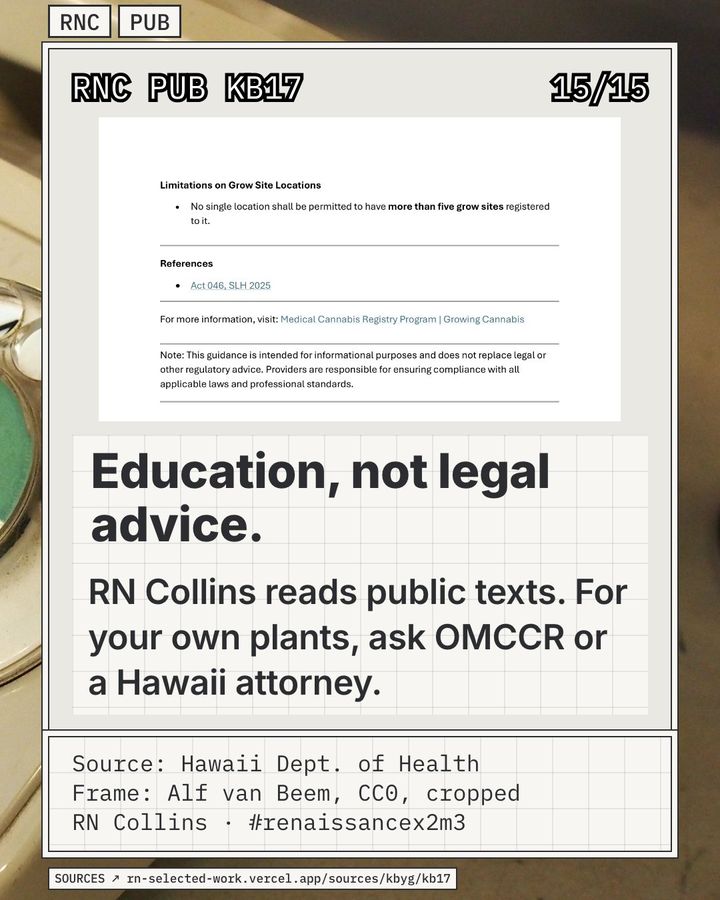 RNC PUB
RNC PUB KB17 15/15
Limitations on Grow Site Locations
• No single location shall be permitted to have more than five grow sites registered
to it.
References
• Act 046, SLH 2025
For more information, visit: Medical Cannabis Registry Program | Growing Cannabis
Note: This guidance is intended for informational purposes and does not replace legal or
other regulatory advice. Providers are responsible for ensuring compliance with all
applicable laws and professional standards.
Education, not legal
advice.
RN Collins reads public texts. For
your own plants, ask OMCCR or
a Hawaii attorney.
Source: Hawaii Dept. of Health
Frame: Alf van Beem, CC0, cropped
RN Collins · #renaissancex2m3
SOURCES ↗ rn-selected-work.vercel.app/sources/kbyg/kb17